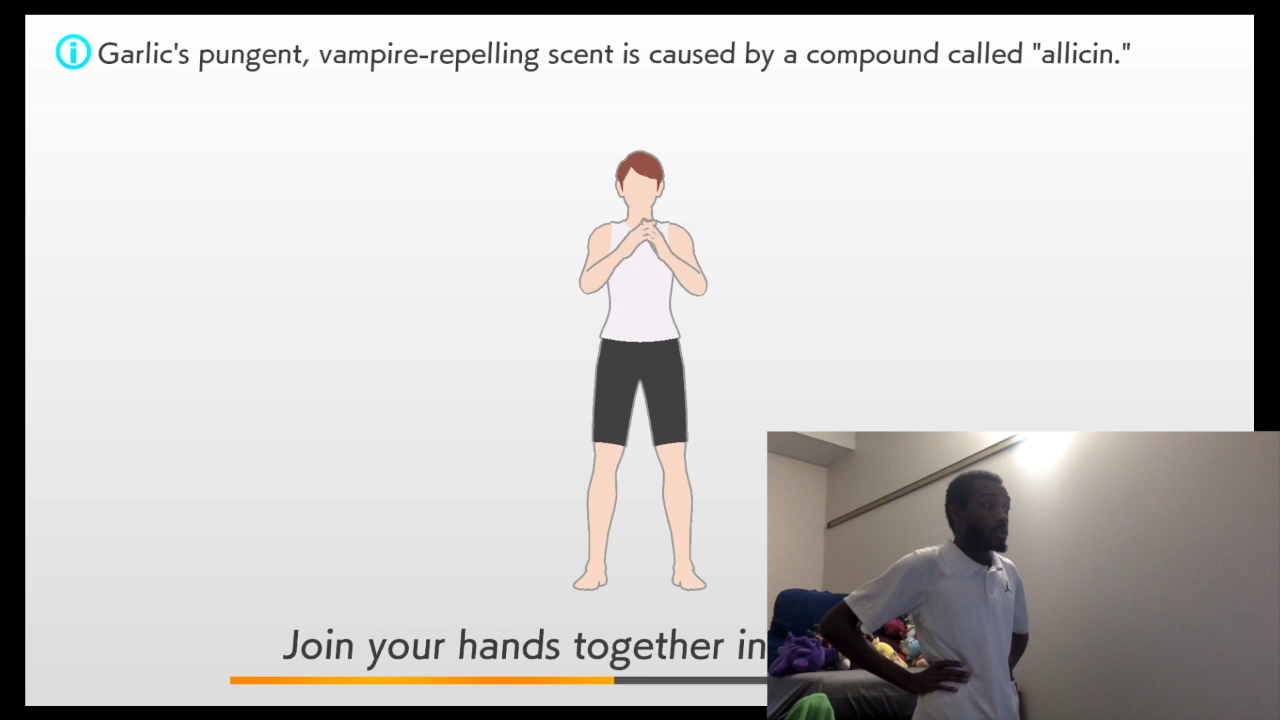 Garlic's pungent, vampire-repelling scent is caused by a compound called "allicin."
Join your hands together in